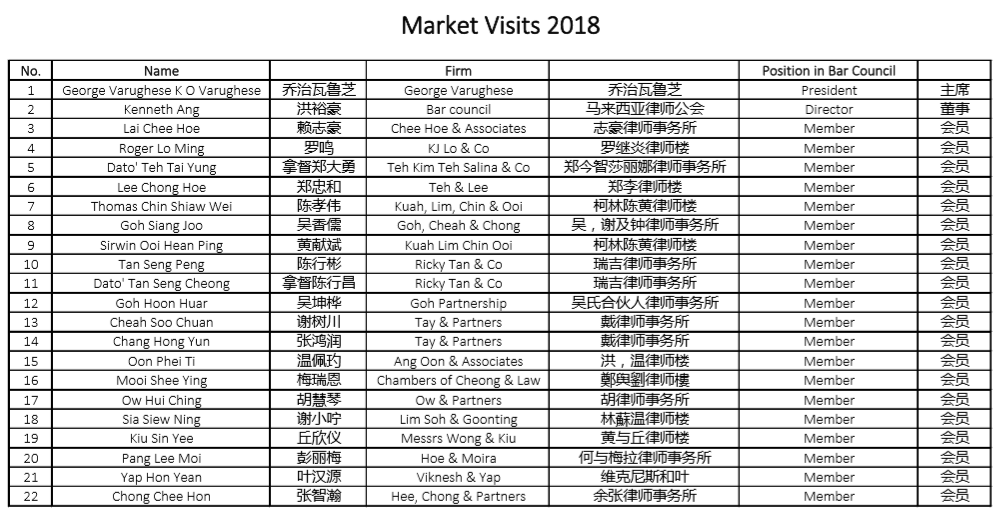 Market Visits 2018
No. Name Firm Position in Bar Council
1 George Varughese K O Varughese 乔治瓦鲁芝 George Varughese 乔治瓦鲁芝 President 主席
2 Kenneth Ang 洪裕豪 Bar council 马来西亚律师公会 Director 董事
3 Lai Chee Hoe 赖志豪 Chee Hoe & Associates 志豪律师事务所 Member 会员
4 Roger Lo Ming 罗鸣 KJ Lo & Co 罗继炎律师楼 Member 会员
5 Dato' Teh Tai Yung 拿督郑大勇 Teh Kim Teh Salina & Co 郑今智莎丽娜律师事务所 Member 会员
6 Lee Chong Hoe 郑忠和 Teh & Lee 郑李律师楼 Member 会员
7 Thomas Chin Shiaw Wei 陈孝伟 Kuah, Lim, Chin & Ooi 柯林陈黄律师楼 Member 会员
8 Goh Siang Joo 吴香儒 Goh, Cheah & Chong 吴，谢及钟律师事务所 Member 会员
9 Sirwin Ooi Hean Ping 黄献斌 Kuah Lim Chin Ooi 柯林陈黄律师楼 Member 会员
10 Tan Seng Peng 陈行彬 Ricky Tan & Co 瑞吉律师事务所 Member 会员
11 Dato' Tan Seng Cheong 拿督陈行昌 Ricky Tan & Co 瑞吉律师事务所 Member 会员
12 Goh Hoon Huar 吴坤桦 Goh Partnership 吴氏合伙人律师事务所 Member 会员
13 Cheah Soo Chuan 谢树川 Tay & Partners 戴律师事务所 Member 会员
14 Chang Hong Yun 张鸿润 Tay & Partners 戴律师事务所 Member 会员
15 Oon Phei Ti 温佩玓 Ang Oon & Associates 洪，温律师楼 Member 会员
16 Mooi Shee Ying 梅瑞恩 Chambers of Cheong & Law 鄭與劉律師樓 Member 会员
17 Ow Hui Ching 胡慧琴 Ow & Partners 胡律师事务所 Member 会员
18 Sia Siew Ning 谢小咛 Lim Soh & Goonting 林蘇温律师楼 Member 会员
19 Kiu Sin Yee 丘欣仪 Messrs Wong & Kiu 黄与丘律师楼 Member 会员
20 Pang Lee Moi 彭丽梅 Hoe & Moira 何与梅拉律师事务所 Member 会员
21 Yap Hon Yean 叶汉源 Viknesh & Yap 维克尼斯和叶 Member 会员
22 Chong Chee Hon 张智瀚 Hee, Chong & Partners 余张律师事务所 Member 会员